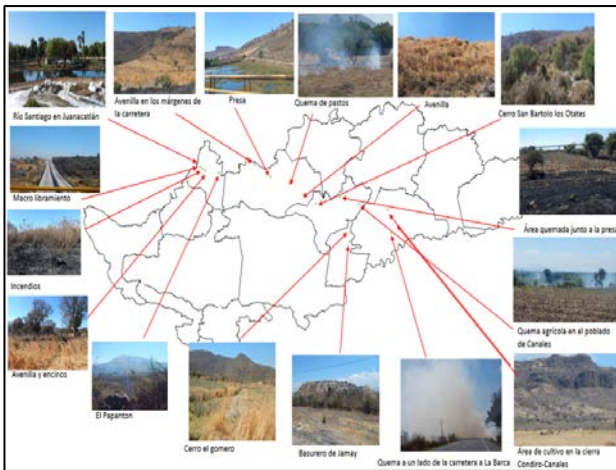 Río Santiago en Juanacatlán
Avenilla en los márgenes de
la carretera
Presa
Quema de pastos
Avenilla
Cerro San Bartolo los Otates
Macro libramiento
Área quemada junto a la presa
Incendios
Quema agrícola en el poblado
de Canales
Avenilla y encinos
El Papanton
Cerro el gomero
Basurero de Jamay
Quema a un lado de la carretera a La Barca
Área de cultivo en la cierra
Condiro-Canales